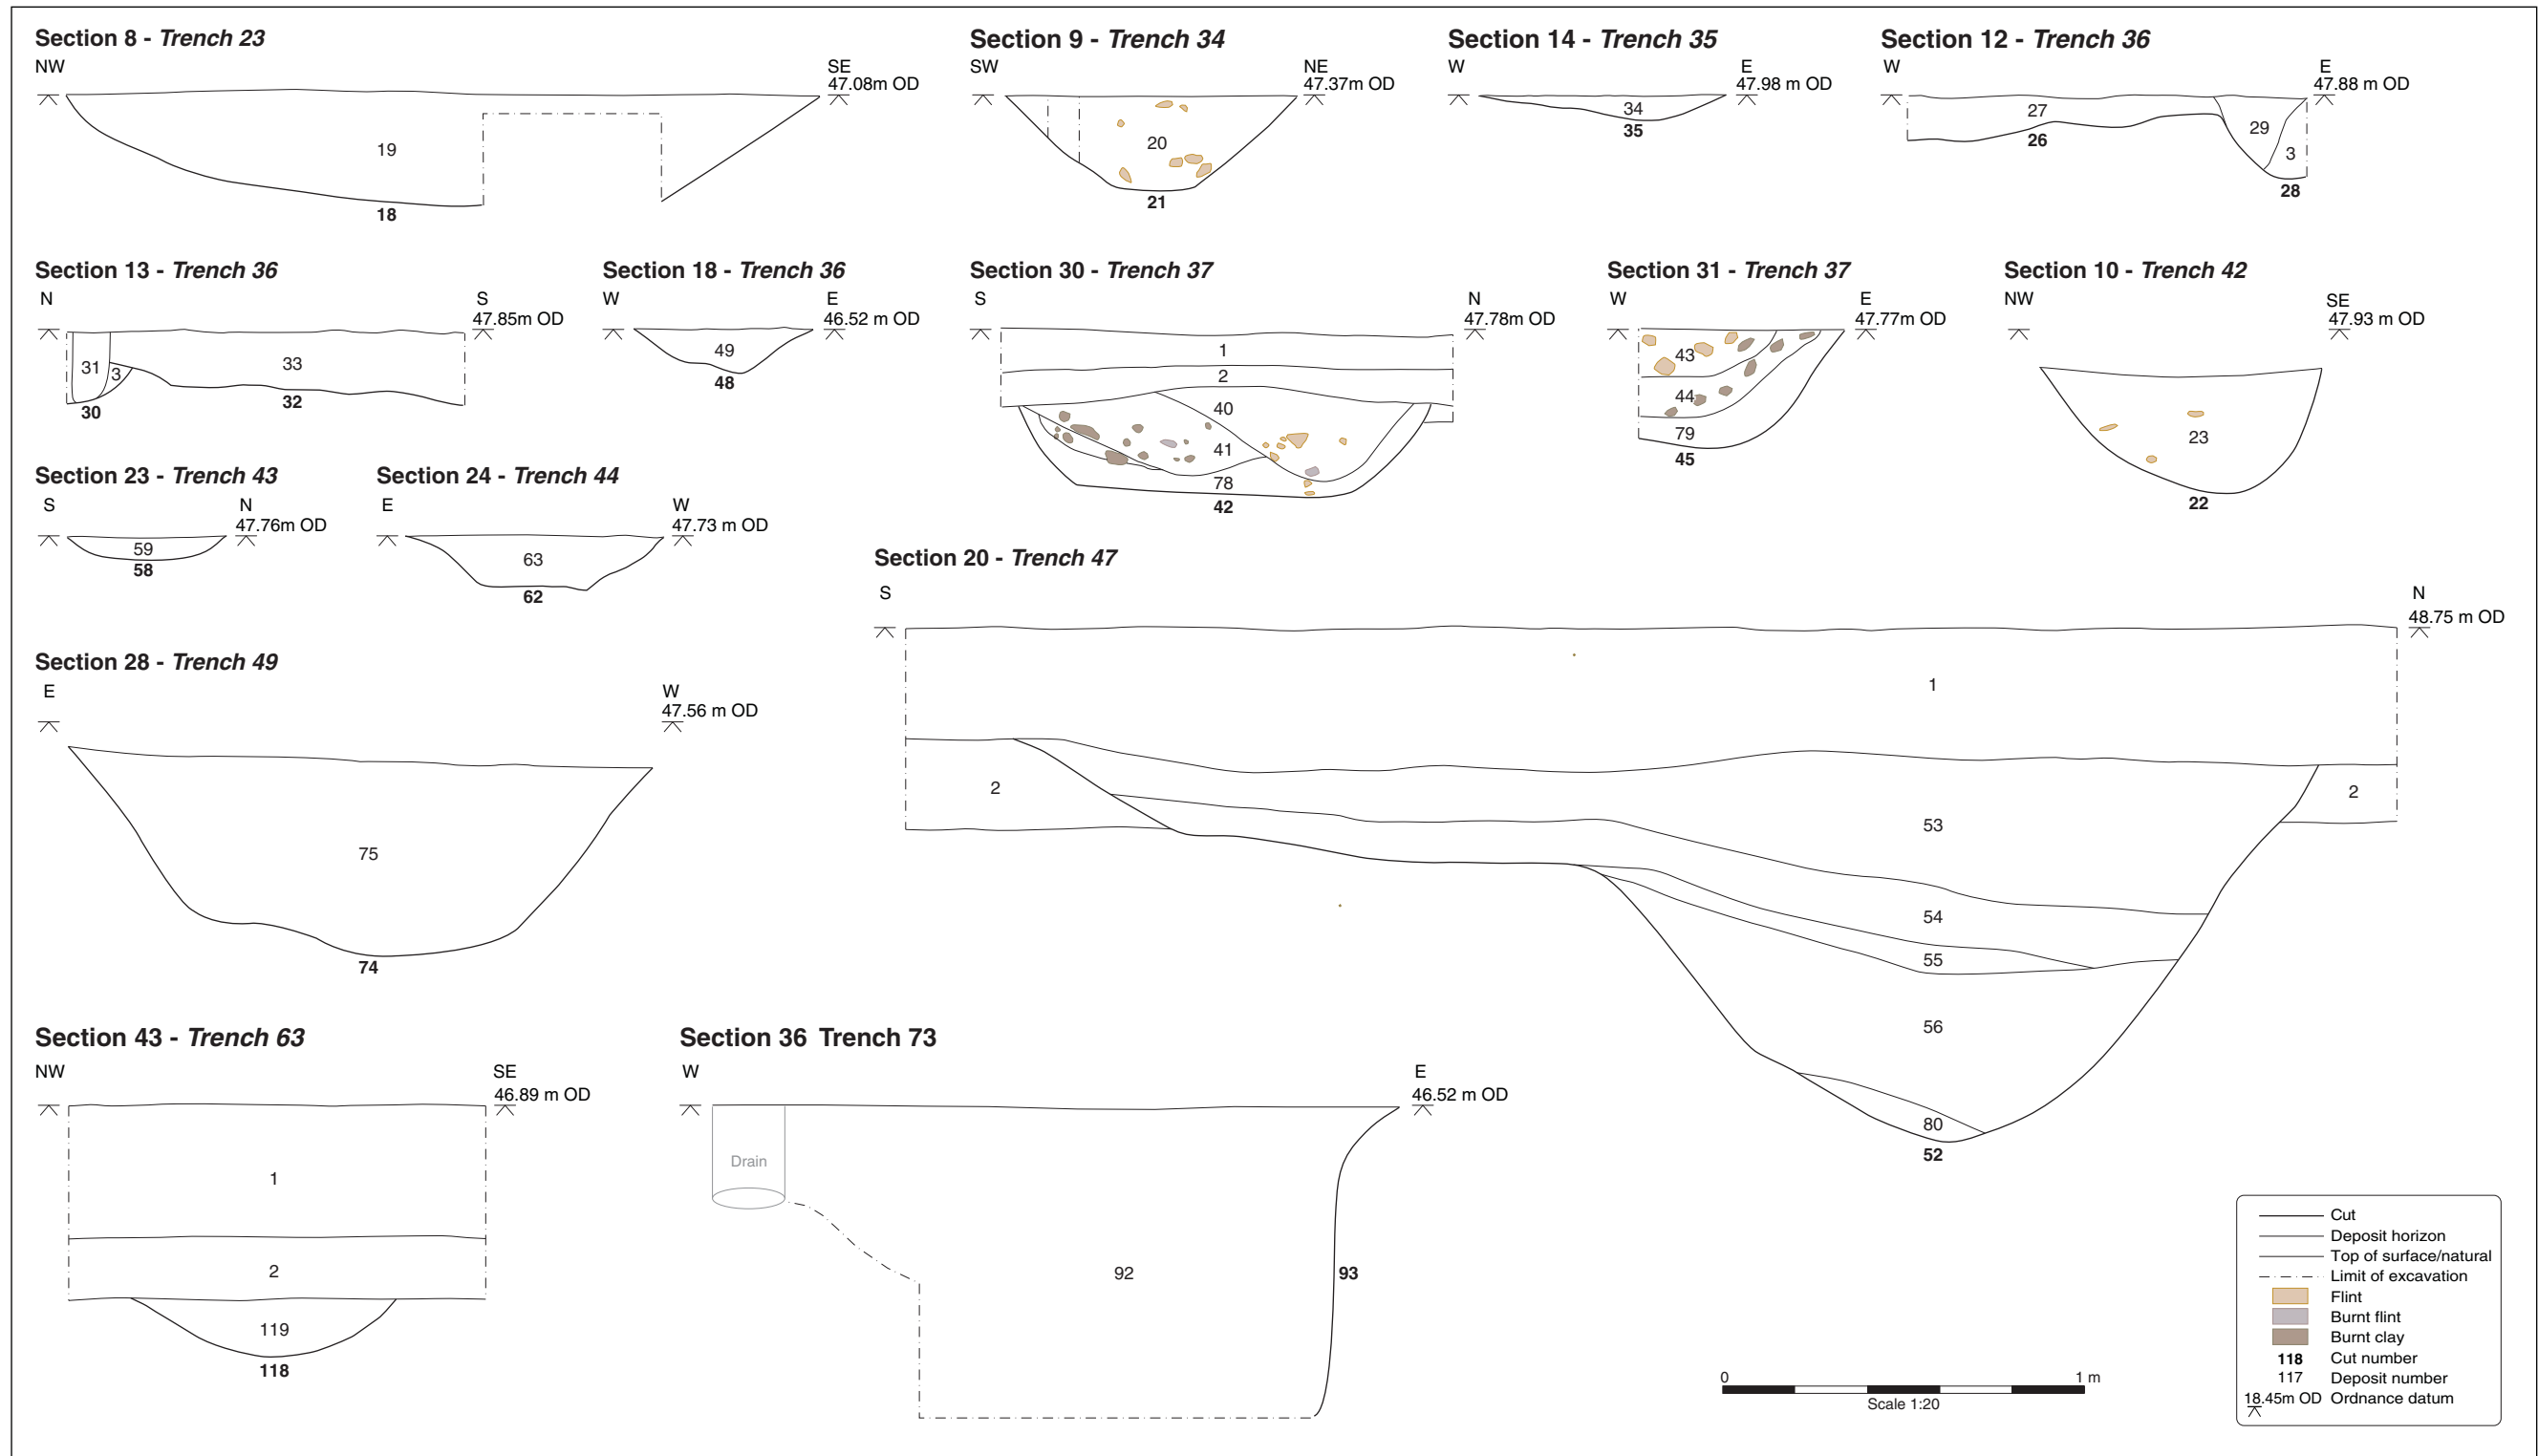 Section 8 - Trench 23
NW
SE
47.08m OD
19
18
Section 9 - Trench 34
SW
NE
47.37m OD
20
21
Section 14 - Trench 35
W
E
47.98 m OD
34
35
Section 12 - Trench 36
W
E
47.88 m OD
27
26
29
3
28
Section 13 - Trench 36
N
S
47.85m OD
31
3
33
30
32
Section 18 - Trench 36
W
E
46.52 m OD
49
48
Section 30 - Trench 37
S
N
47.78m OD
1
2
40
41
78
42
Section 31 - Trench 37
W
E
47.77m OD
43
44
79
45
Section 10 - Trench 42
NW
SE
47.93 m OD
23
22
Section 23 - Trench 43
S
N
47.76m OD
59
58
Section 24 - Trench 44
E
W
47.73 m OD
63
62
Section 20 - Trench 47
S
N
48.75 m OD
1
2
2
53
54
55
56
80
52
Section 28 - Trench 49
E
W
47.56 m OD
75
74
Section 43 - Trench 63
NW
SE
46.89 m OD
1
2
119
118
Section 36 Trench 73
W
E
46.52 m OD
Drain
92
93
0
1 m
Scale 1:20
Cut
Deposit horizon
Top of surface/natural
Limit of excavation
Flint
Burnt flint
Burnt clay
118 Cut number
117 Deposit number
18.45m OD Ordnance datum